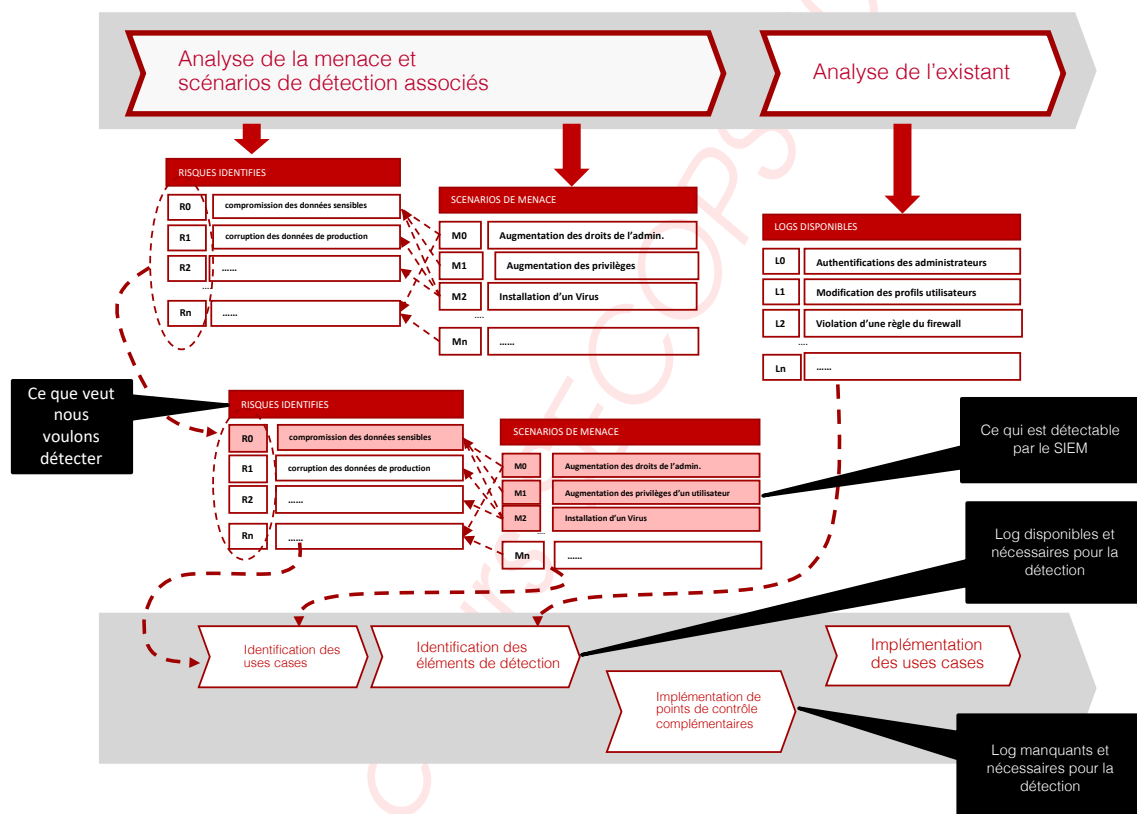 Analyse de la menace et
scénarios de détection associés
Analyse de l'existant
RISQUES IDENTIFIES
R0 compromission des données sensibles
R1 corruption des données de production
R2 ……
….
Rn ……
SCENARIOS DE MENACE
M0 Augmentation des droits de l'admin.
M1 Augmentation des privilèges
M2 Installation d'un Virus
….
Mn ……
LOGS DISPONIBLES
L0 Authentifications des administrateurs
L1 Modification des profils utilisateurs
L2 Violation d'une règle du firewall
….
Ln ……
Ce que veut
nous
voulons
détecter
RISQUES IDENTIFIES
R0 compromission des données sensibles
R1 corruption des données de production
R2 ……
Rn ……
SCENARIOS DE MENACE
M0 Augmentation des droits de l'admin.
M1 Augmentation des privilèges d'un utilisateur
M2 Installation d'un Virus
….
Mn ……
Ce qui est détectable
par le SIEM
Log disponibles et
nécessaires pour la
détection
Identification des
uses cases
Identification des
éléments de détection
Implémentation de
points de contrôle
complémentaires
Implémentation
des uses cases
Log manquants et
nécessaires pour la
détection